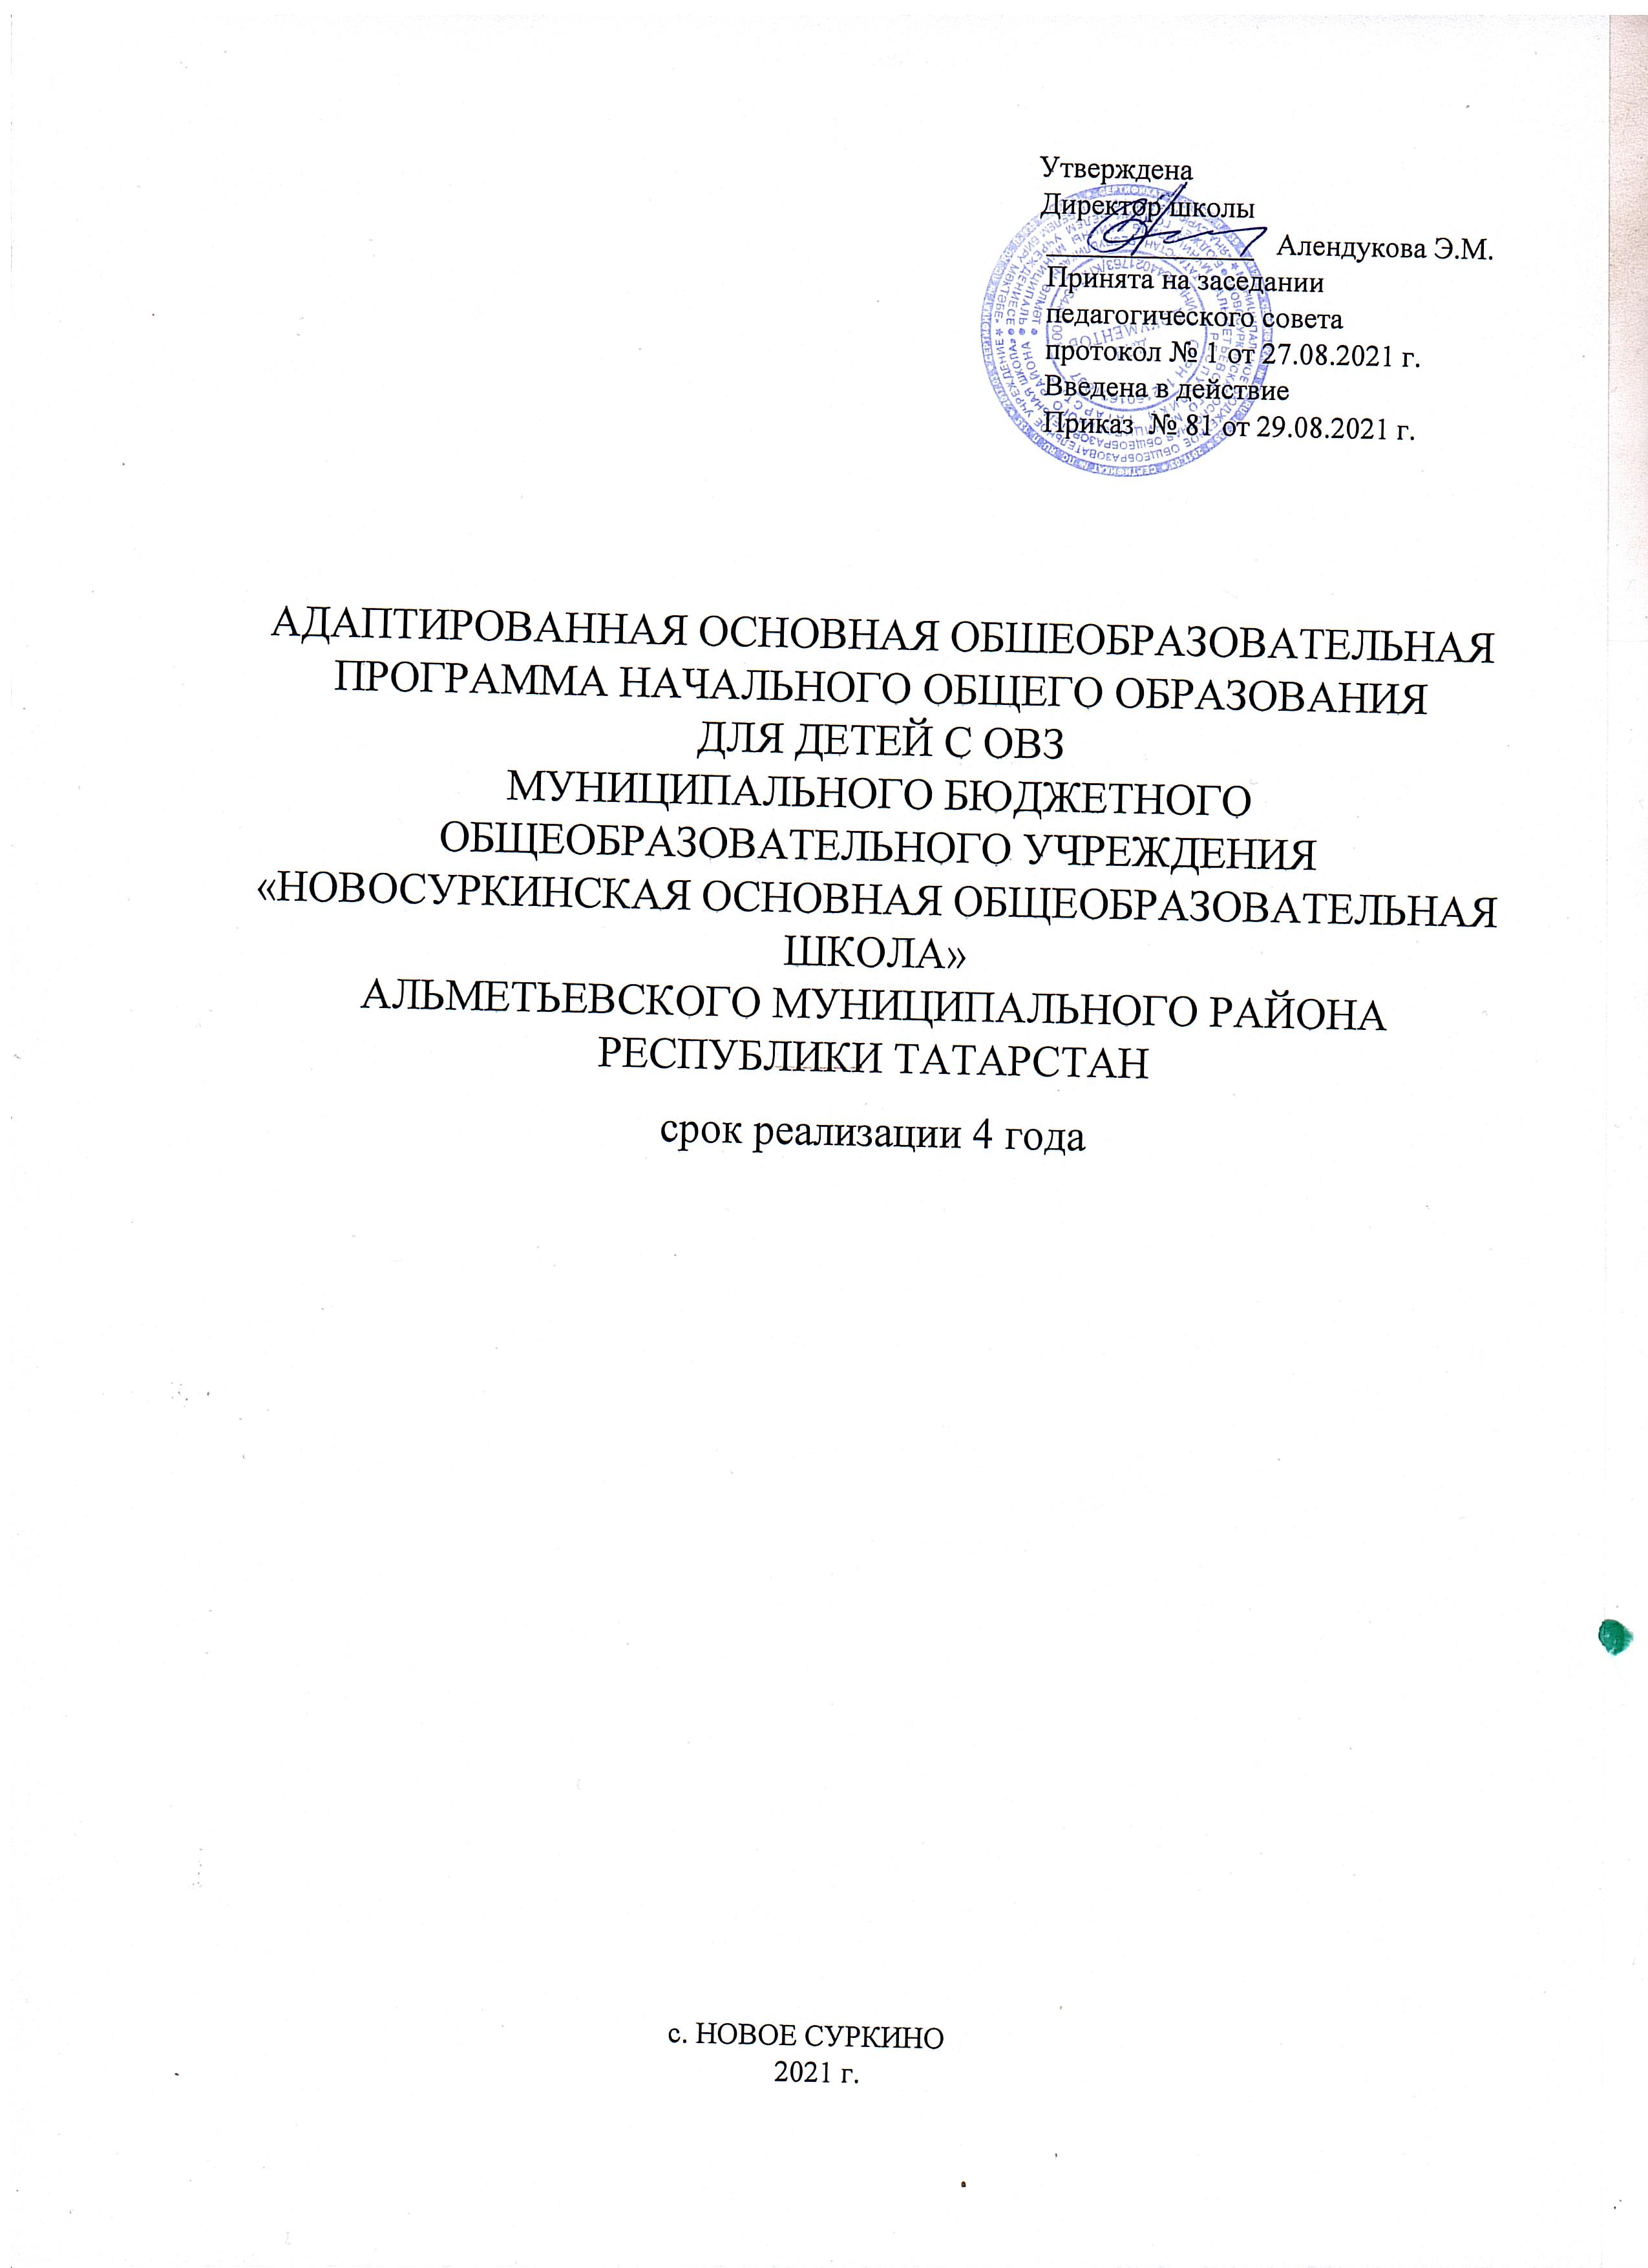 Утверждена
Директор школы
Алендукова Э.М.
Принята на заседании
педагогического совета
протокол № 1 от 27.08.2021 г.
Введена в действие
Приказ № 81 от 29.08.2021 г.
АДАПТИРОВАННАЯ ОСНОВНАЯ ОБШЕОБРАЗОВАТЕЛЬНАЯ
ПРОГРАММА НАЧАЛЬНОГО ОБЩЕГО ОБРАЗОВАНИЯ
ДЛЯ ДЕТЕЙ С ОВЗ
МУНИЦИПАЛЬНОГО БЮДЖЕТНОГО
ОБЩЕОБРАЗОВАТЕЛЬНОГО УЧРЕЖДЕНИЯ
«НОВОСУРКИНСКАЯ ОСНОВНАЯ ОБЩЕОБРАЗОВАТЕЛЬНАЯ
ШКОЛА»
АЛЬМЕТЬЕВСКОГО МУНИЦИПАЛЬНОГО РАЙОНА
РЕСПУБЛИКИ ТАТАРСТАН
срок реализации 4 года
с. НОВОЕ СУРКИНО
2021 г.